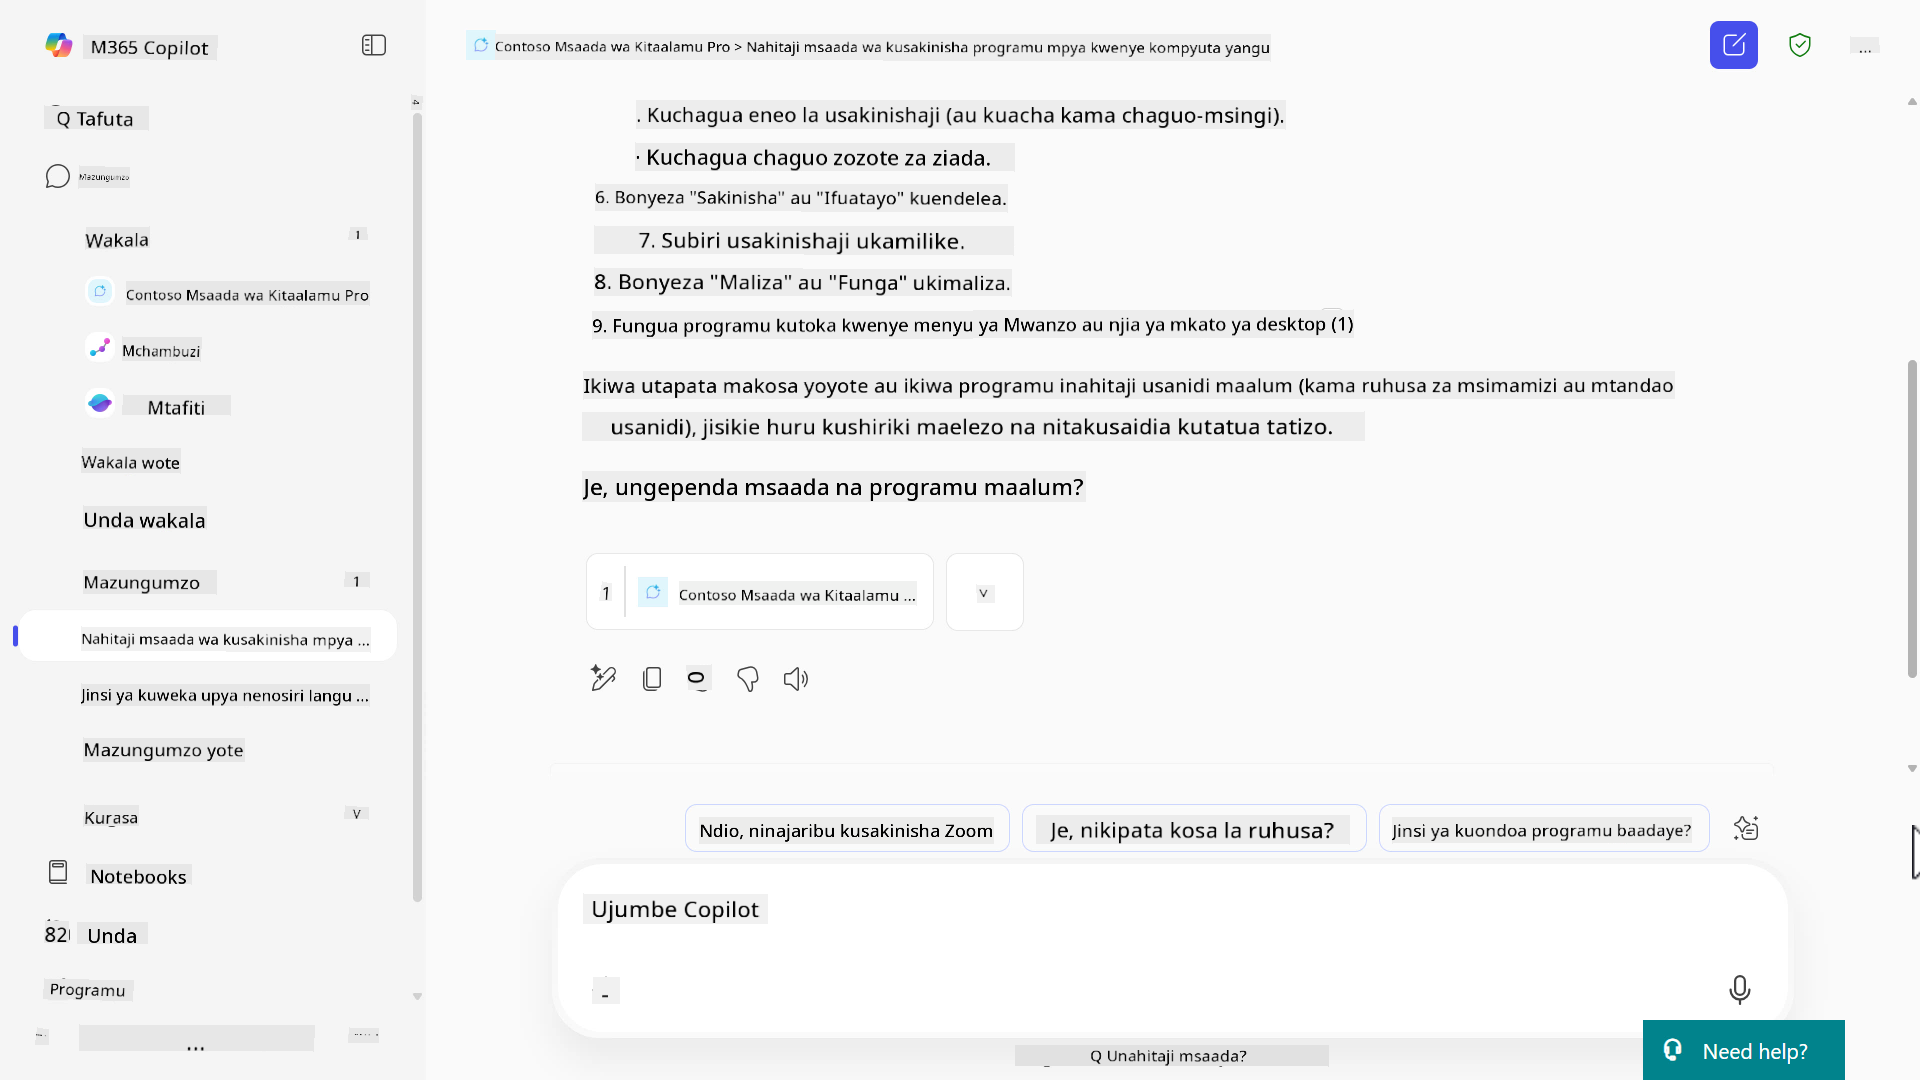 M365 Copilot
Q Tafuta
Mazungumzo
Wakala 1
Contoso Msaada wa Kitaalamu Pro
Mchambuzi
Mtafiti
Wakala wote
Unda wakala
Mazungumzo 1
Nahitaji msaada wa kusakinisha mpya ...
Jinsi ya kuweka upya nenosiri langu ...
Mazungumzo yote
Kurasa V
Notebooks
82 Unda
Programu
...
Contoso Msaada wa Kitaalamu Pro > Nahitaji msaada wa kusakinisha programu mpya kwenye kompyuta yangu
...
. Kuchagua eneo la usakinishaji (au kuacha kama chaguo-msingi).
· Kuchagua chaguo zozote za ziada.
6. Bonyeza "Sakinisha" au "Ifuatayo" kuendelea.
7. Subiri usakinishaji ukamilike.
8. Bonyeza "Maliza" au "Funga" ukimaliza.
9. Fungua programu kutoka kwenye menyu ya Mwanzo au njia ya mkato ya desktop (1)
Ikiwa utapata makosa yoyote au ikiwa programu inahitaji usanidi maalum (kama ruhusa za msimamizi au mtandao
usanidi), jisikie huru kushiriki maelezo na nitakusaidia kutatua tatizo.
Je, ungependa msaada na programu maalum?
1 Contoso Msaada wa Kitaalamu ... V
Ndio, ninajaribu kusakinisha Zoom
Je, nikipata kosa la ruhusa?
Jinsi ya kuondoa programu baadaye?
Ujumbe Copilot
-
Q Unahitaji msaada?
Need help?